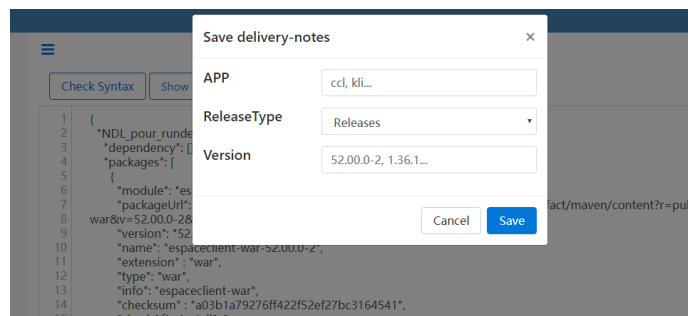 Save delivery-notes ×
APP ccl, kli...
ReleaseType Releases
Version 52.00.0-2, 1.36.1...
Cancel Save
Check Syntax Show
1 {
2 "NDL_pour_runde
3 "dependency": []
4 "packages": [
5 {
6 "module": "es
7 "packageUrl": fact/maven/content?r=pul
8 war&v=52.00.0-2&
9 "version": "52.
10 "name": "espaceclient-war-52.00.0-2",
11 "extension" : "war",
12 "type": "war",
13 "info": "espaceclient-war",
14 "checksum" : "a03b1a79276ff422f52ef27bc3164541",